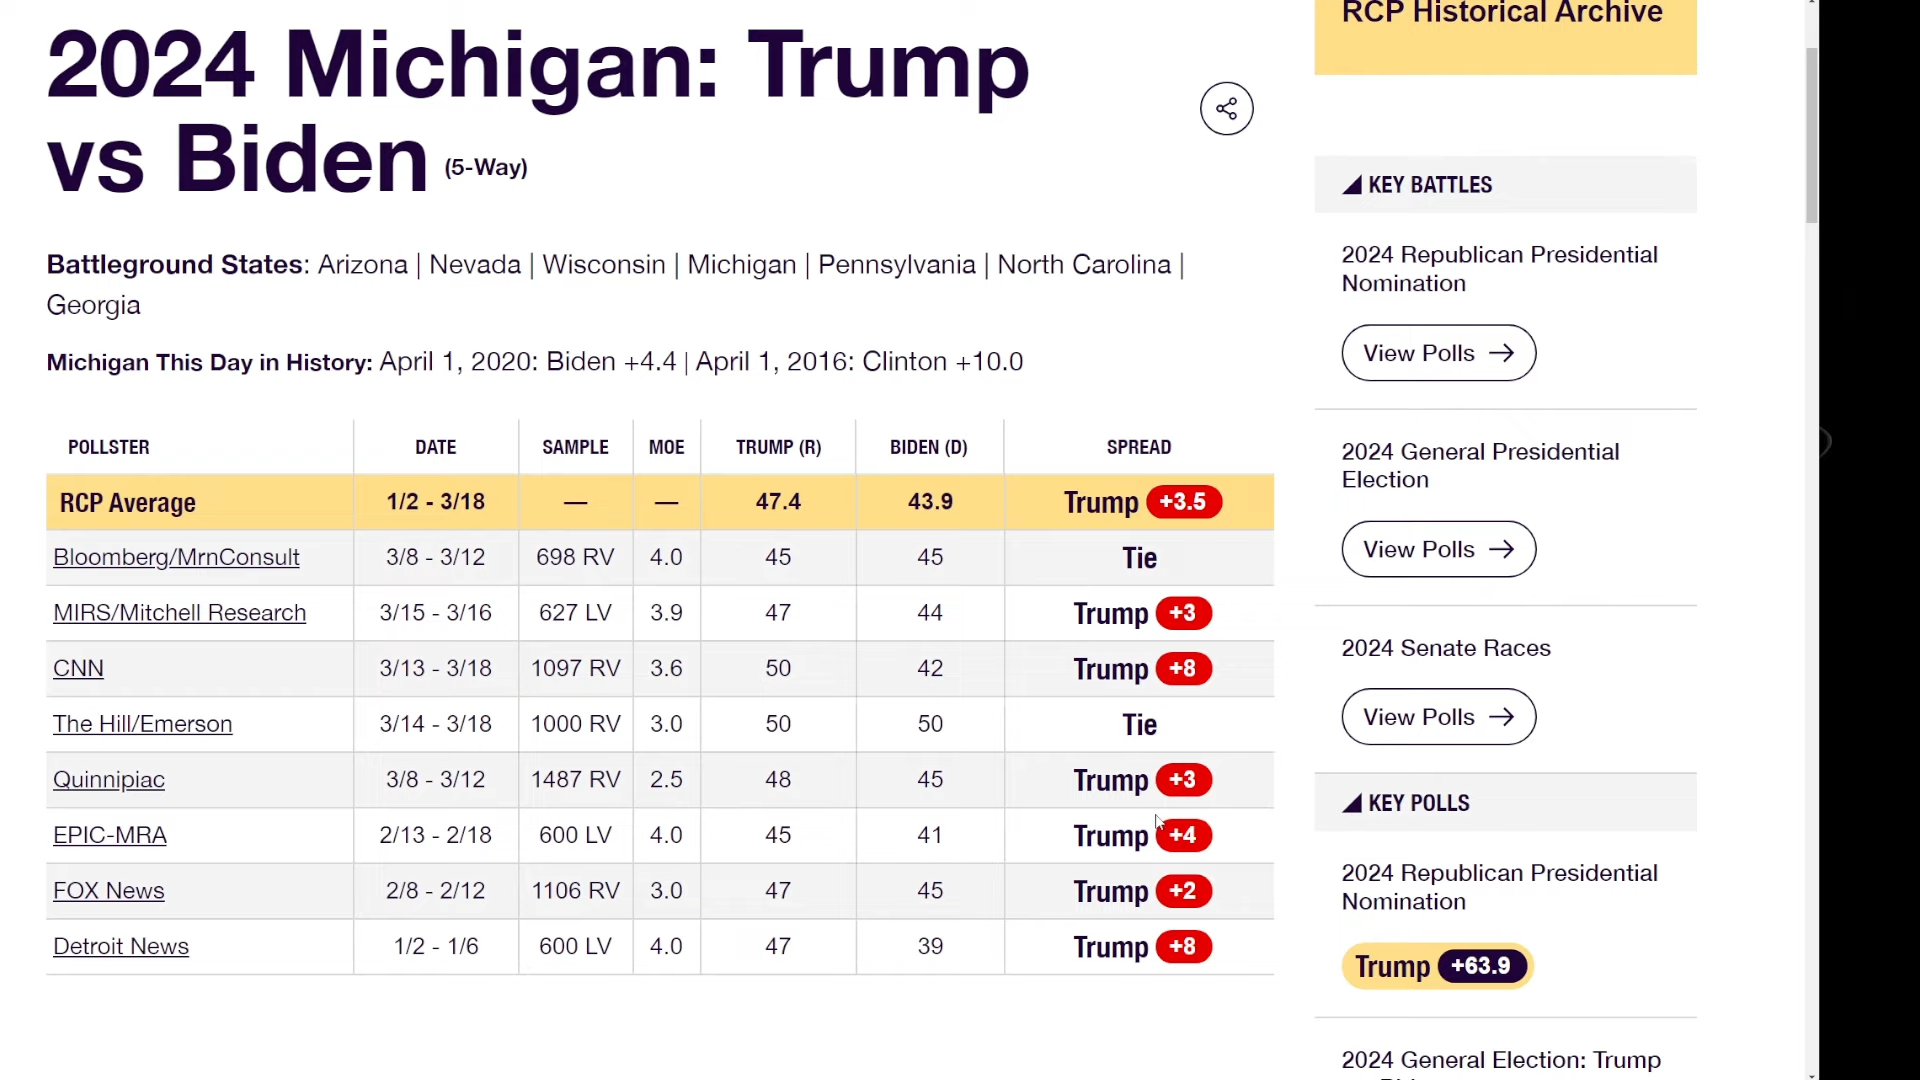 RCP Historical Archive
2024 Michigan: Trump
vs Biden (5-Way)
Battleground States: Arizona | Nevada | Wisconsin | Michigan | Pennsylvania | North Carolina |
Georgia
Michigan This Day in History: April 1, 2020: Biden +4.4 | April 1, 2016: Clinton +10.0
POLLSTER DATE SAMPLE MOE TRUMP (R) BIDEN (D) SPREAD
RCP Average 1/2 - 3/18 — — 47.4 43.9 Trump +3.5
Bloomberg/MrnConsult 3/8 - 3/12 698 RV 4.0 45 45 Tie
MIRS/Mitchell Research 3/15 - 3/16 627 LV 3.9 47 44 Trump +3
CNN 3/13 - 3/18 1097 RV 3.6 50 42 Trump +8
The Hill/Emerson 3/14 - 3/18 1000 RV 3.0 50 50 Tie
Quinnipiac 3/8 - 3/12 1487 RV 2.5 48 45 Trump +3
EPIC-MRA 2/13 - 2/18 600 LV 4.0 45 41 Trump +4
FOX News 2/8 - 2/12 1106 RV 3.0 47 45 Trump +2
Detroit News 1/2 - 1/6 600 LV 4.0 47 39 Trump +8
KEY BATTLES
2024 Republican Presidential
Nomination
View Polls →
2024 General Presidential
Election
View Polls →
2024 Senate Races
View Polls →
KEY POLLS
2024 Republican Presidential
Nomination
Trump +63.9
2024 General Election: Trump